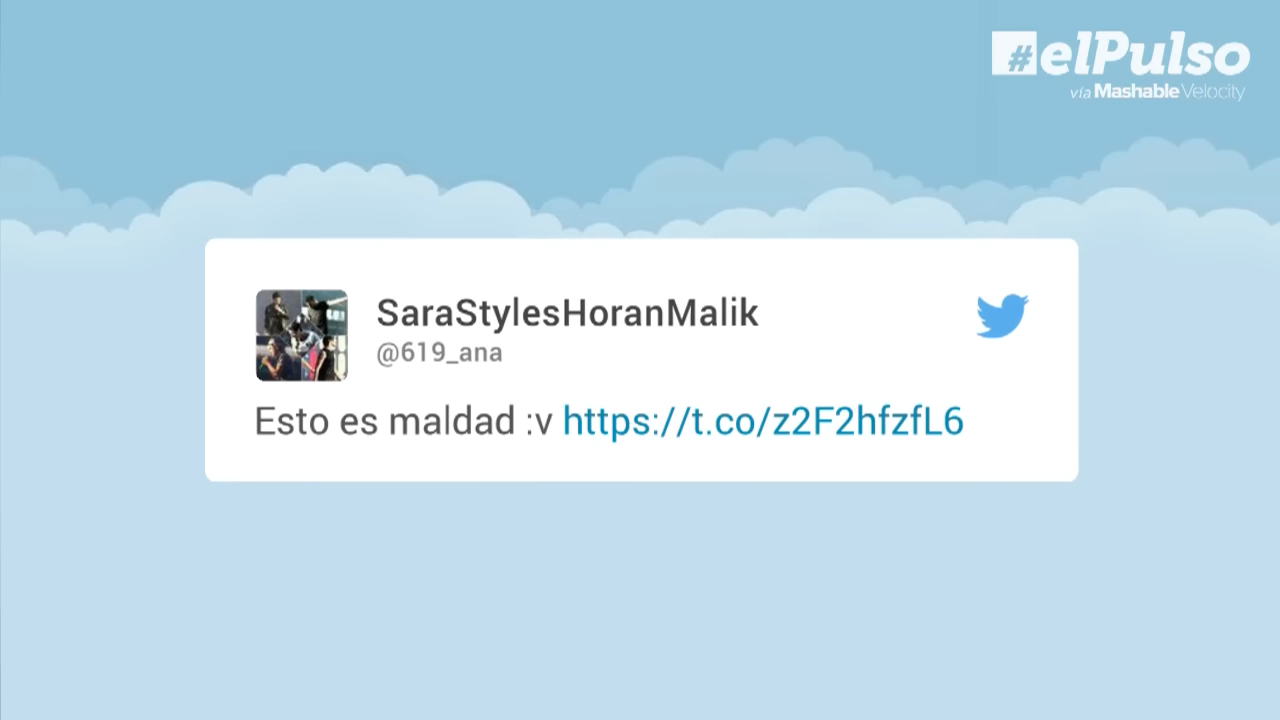 #elPulso
vía Mashable Velocity
SaraStylesHoranMalik
@619_ana
Esto es maldad :v https://t.co/z2F2hfzfL6